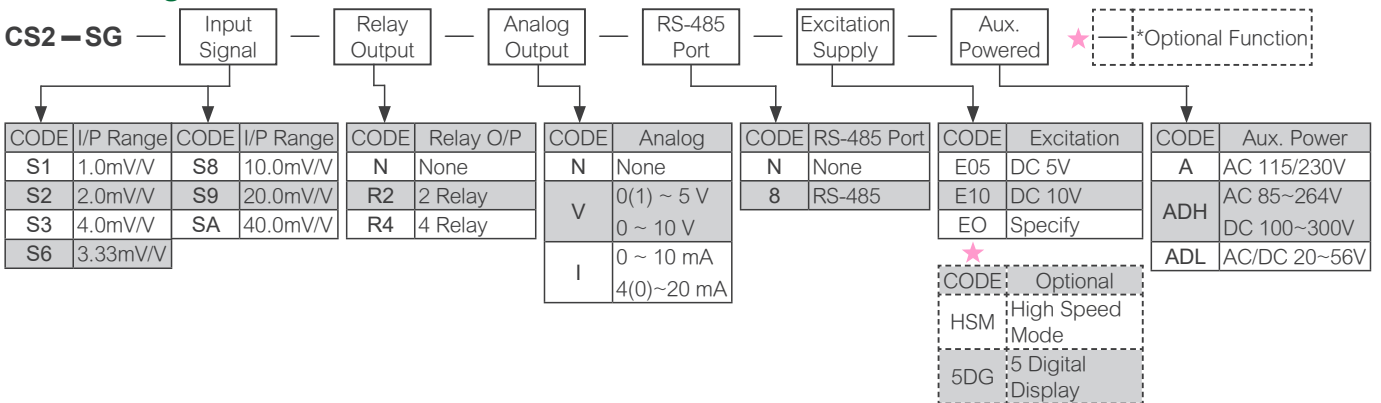 CS2 – SG — Input Signal — Relay Output — Analog Output — RS-485 Port — Excitation Supply — Aux. Powered ★ — *Optional Function
CODE I/P Range CODE I/P Range
S1 1.0mV/V S8 10.0mV/V
S2 2.0mV/V S9 20.0mV/V
S3 4.0mV/V SA 40.0mV/V
S6 3.33mV/V
CODE Relay O/P
N None
R2 2 Relay
R4 4 Relay
CODE Analog
N None
V 0(1) ~ 5 V
0 ~ 10 V
I 0 ~ 10 mA
4(0)~20 mA
CODE RS-485 Port
N None
8 RS-485
CODE Excitation
E05 DC 5V
E10 DC 10V
EO Specify
★
CODE Optional
HSM High Speed
Mode
5DG 5 Digital
Display
CODE Aux. Power
A AC 115/230V
ADH AC 85~264V
DC 100~300V
ADL AC/DC 20~56V